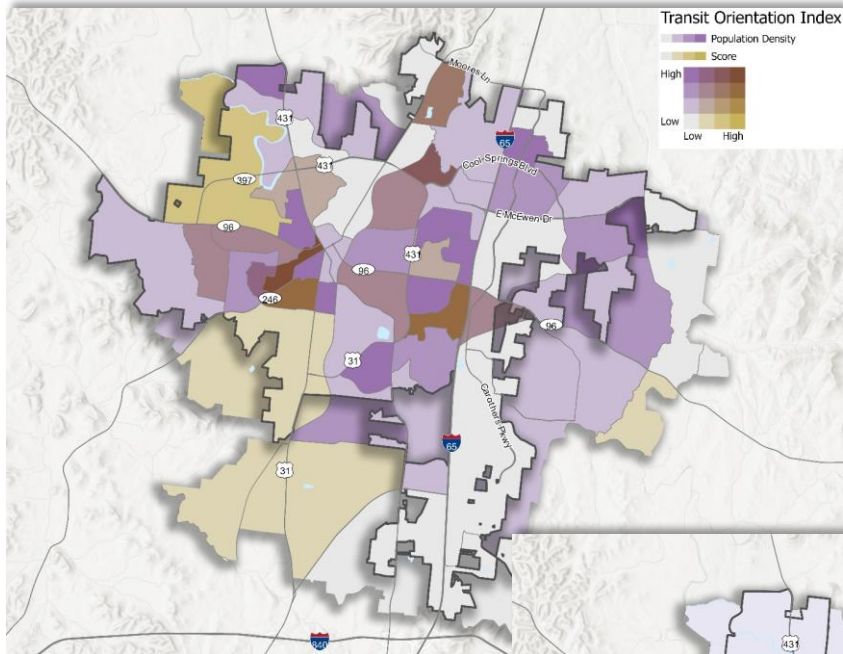 Transit Orientation Index
Population Density
Score
High
Low
Low High
Moores Ln
431
65
431
Cool Springs Blvd
397
E McEwen Dr
96
431
96
246
96
31
Carothers Pkwy
65
31
840
431